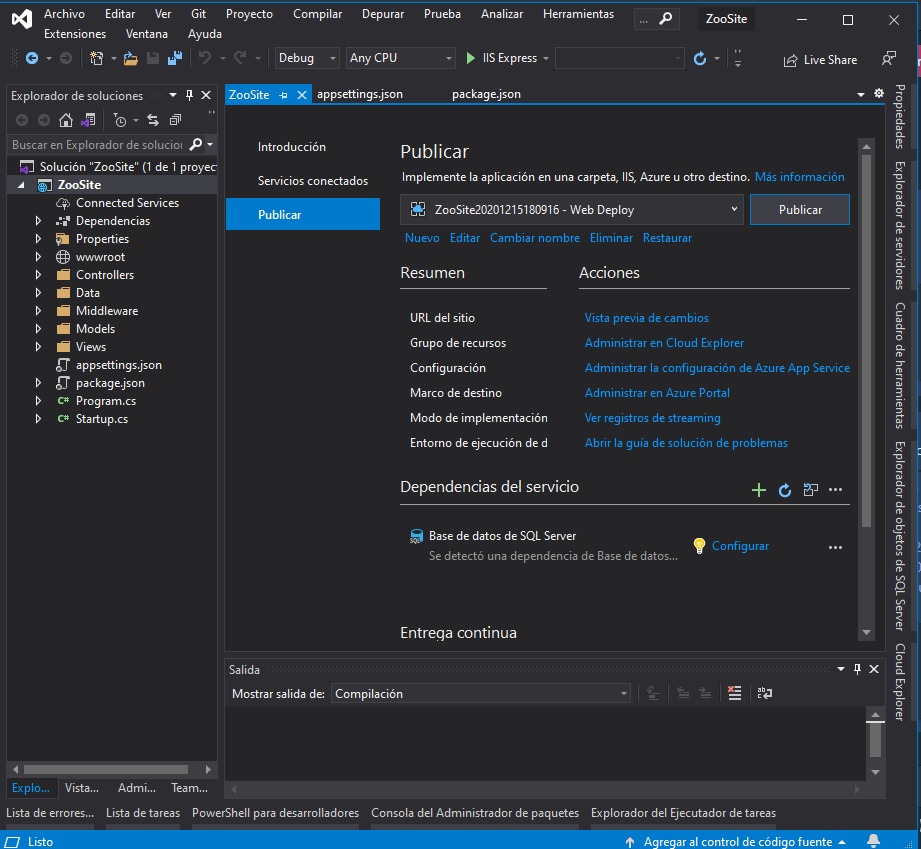 Archivo Editar Ver Git Proyecto Compilar Depurar Prueba Analizar Herramientas ... ZooSite
Extensiones Ventana Ayuda
Debug Any CPU IIS Express Live Share
Explorador de soluciones
Buscar en Explorador de solucion
Solución "ZooSite" (1 de 1 proyec
ZooSite
Connected Services
Dependencias
Properties
wwwroot
Controllers
Data
Middleware
Models
Views
appsettings.json
package.json
C# Program.cs
C# Startup.cs
Explo... Vista... Admi... Team...
ZooSite appsettings.json package.json
Introducción
Servicios conectados
Publicar
Publicar
Implemente la aplicación en una carpeta, IIS, Azure u otro destino. Más información
ZooSite20201215180916 - Web Deploy Publicar
Nuevo Editar Cambiar nombre Eliminar Restaurar
Resumen Acciones
URL del sitio Vista previa de cambios
Grupo de recursos Administrar en Cloud Explorer
Configuración Administrar la configuración de Azure App Service
Marco de destino Administrar en Azure Portal
Modo de implementación Ver registros de streaming
Entorno de ejecución de d Abrir la guía de solución de problemas
Dependencias del servicio
SQL Base de datos de SQL Server
Se detectó una dependencia de Base de datos... Configurar
Entrega continua
Salida
Mostrar salida de: Compilación
Propiedades
Explorador de servidores
Cuadro de herramientas
Explorador de objetos de SQL Server
Cloud Explorer
Lista de errores... Lista de tareas PowerShell para desarrolladores Consola del Administrador de paquetes Explorador del Ejecutador de tareas
Listo Agregar al control de código fuente